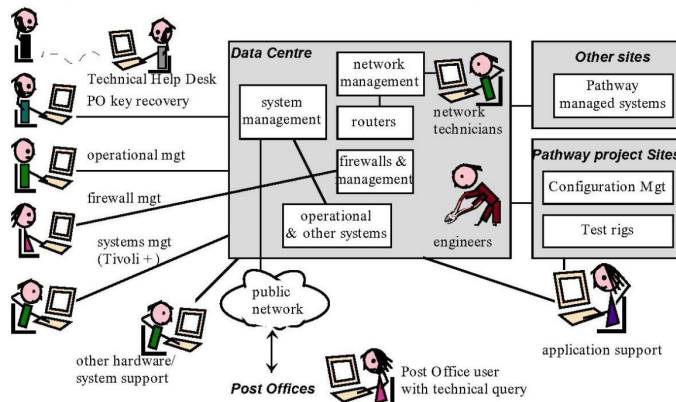 Data Centre
network
management
system
management
routers
firewalls &
management
operational
& other systems
network
technicians
engineers
Other sites
Pathway
managed systems
Pathway project Sites
Configuration Mgt
Test rigs
Technical Help Desk
PO key recovery
operational mgt
firewall mgt
systems mgt
(Tivoli +)
other hardware/
system support
public
network
Post Offices
Post Office user
with technical query
application support